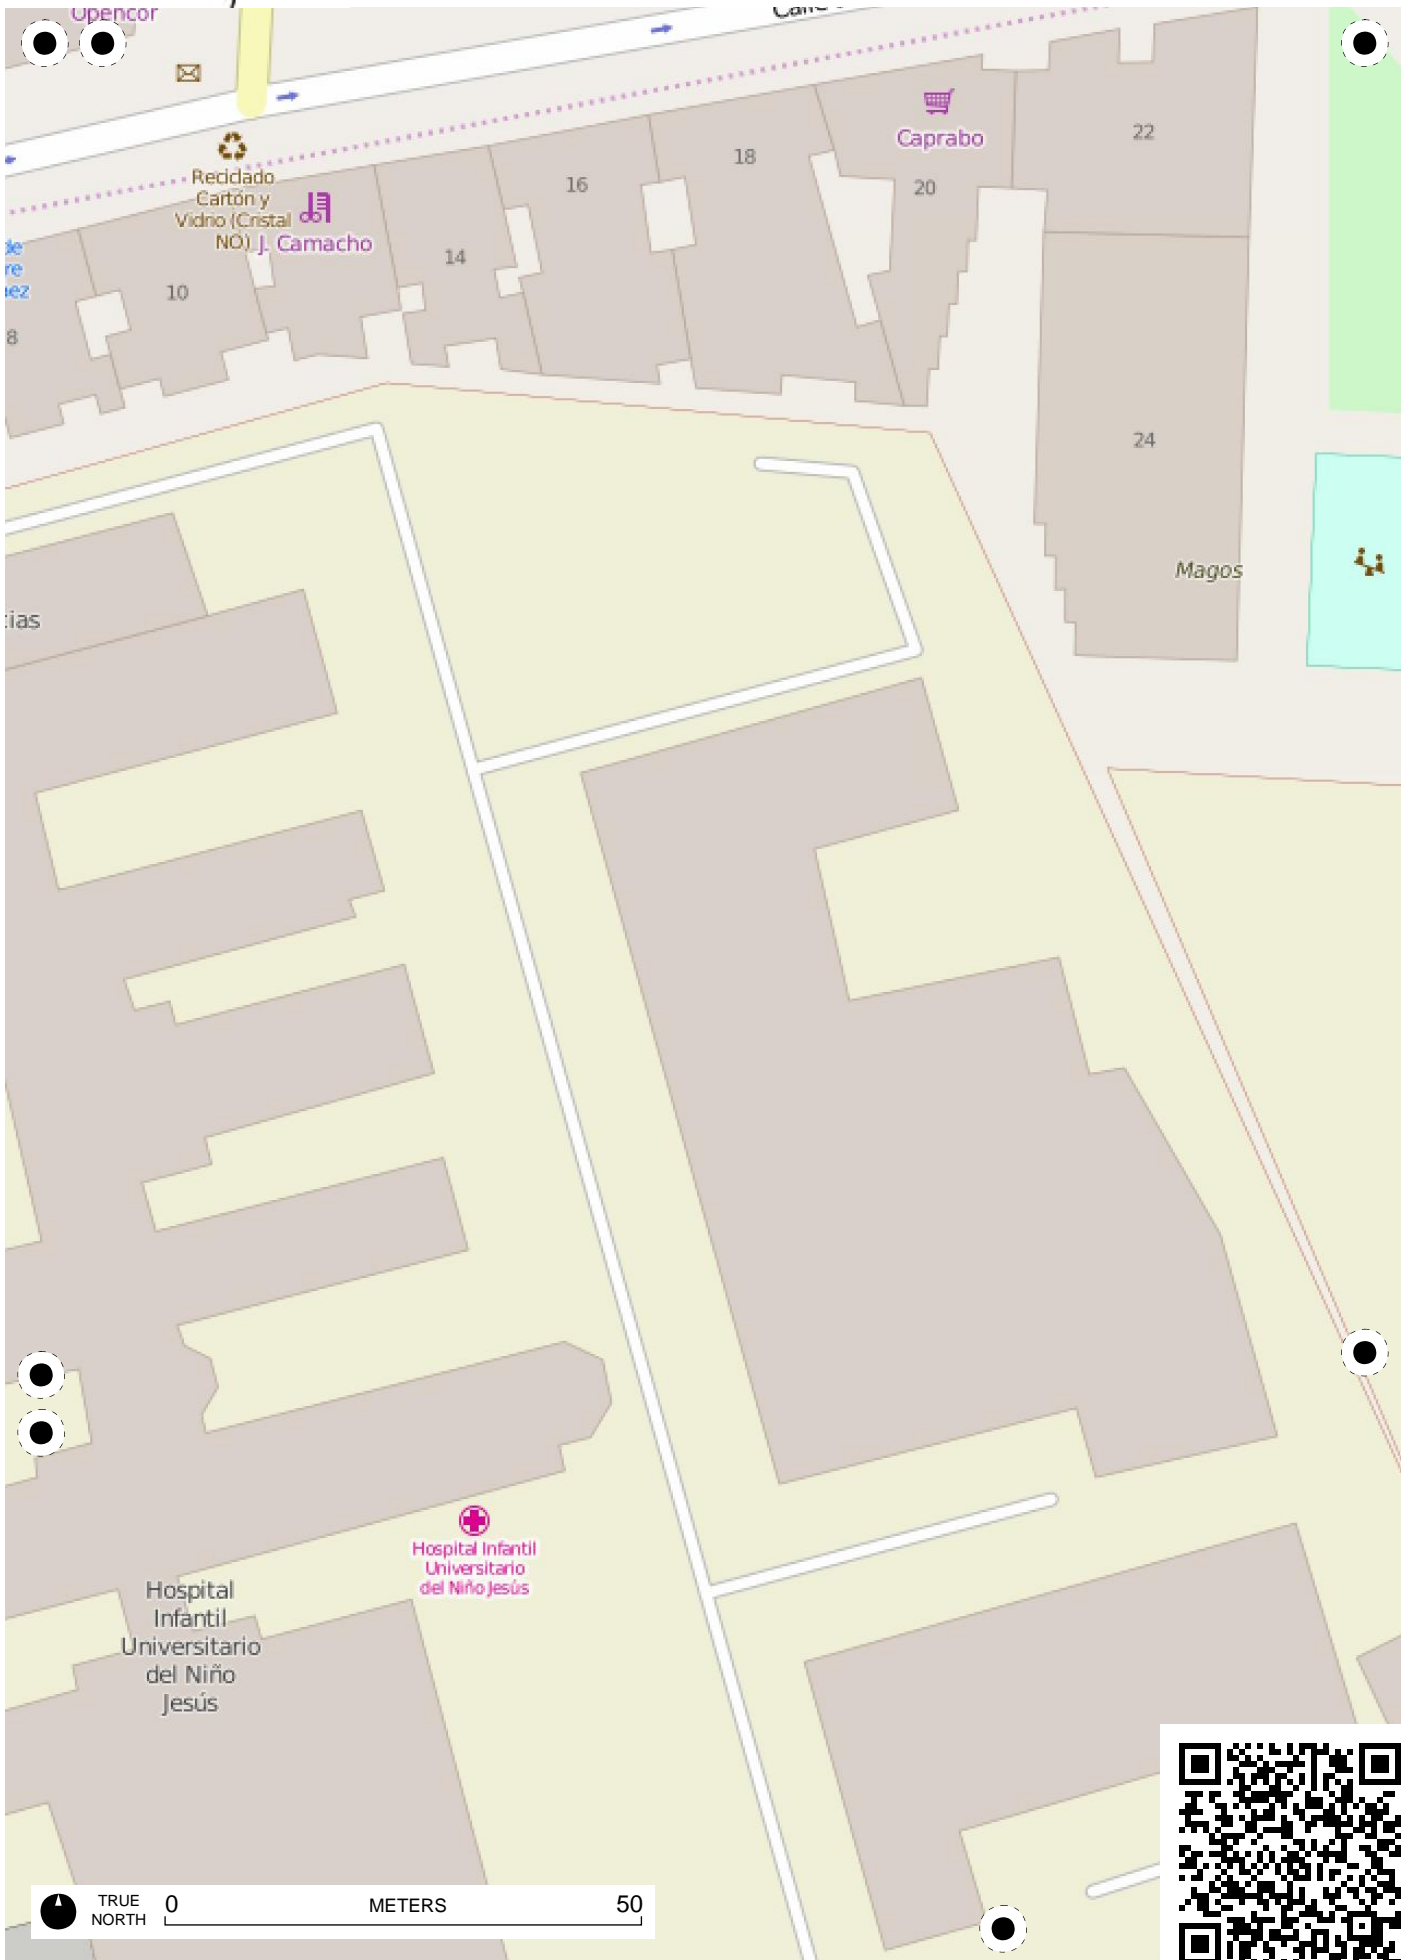 Opencor
Reciclado
Cartón y
Vidrio (Cristal
NO)
J. Camacho
Caprabo
22
18
16
20
14
10
8
24
Magos
Hospital Infantil
Universitario
del Niño Jesús
Hospital
Infantil
Universitario
del Niño
Jesús
TRUE
NORTH
0
METERS
50